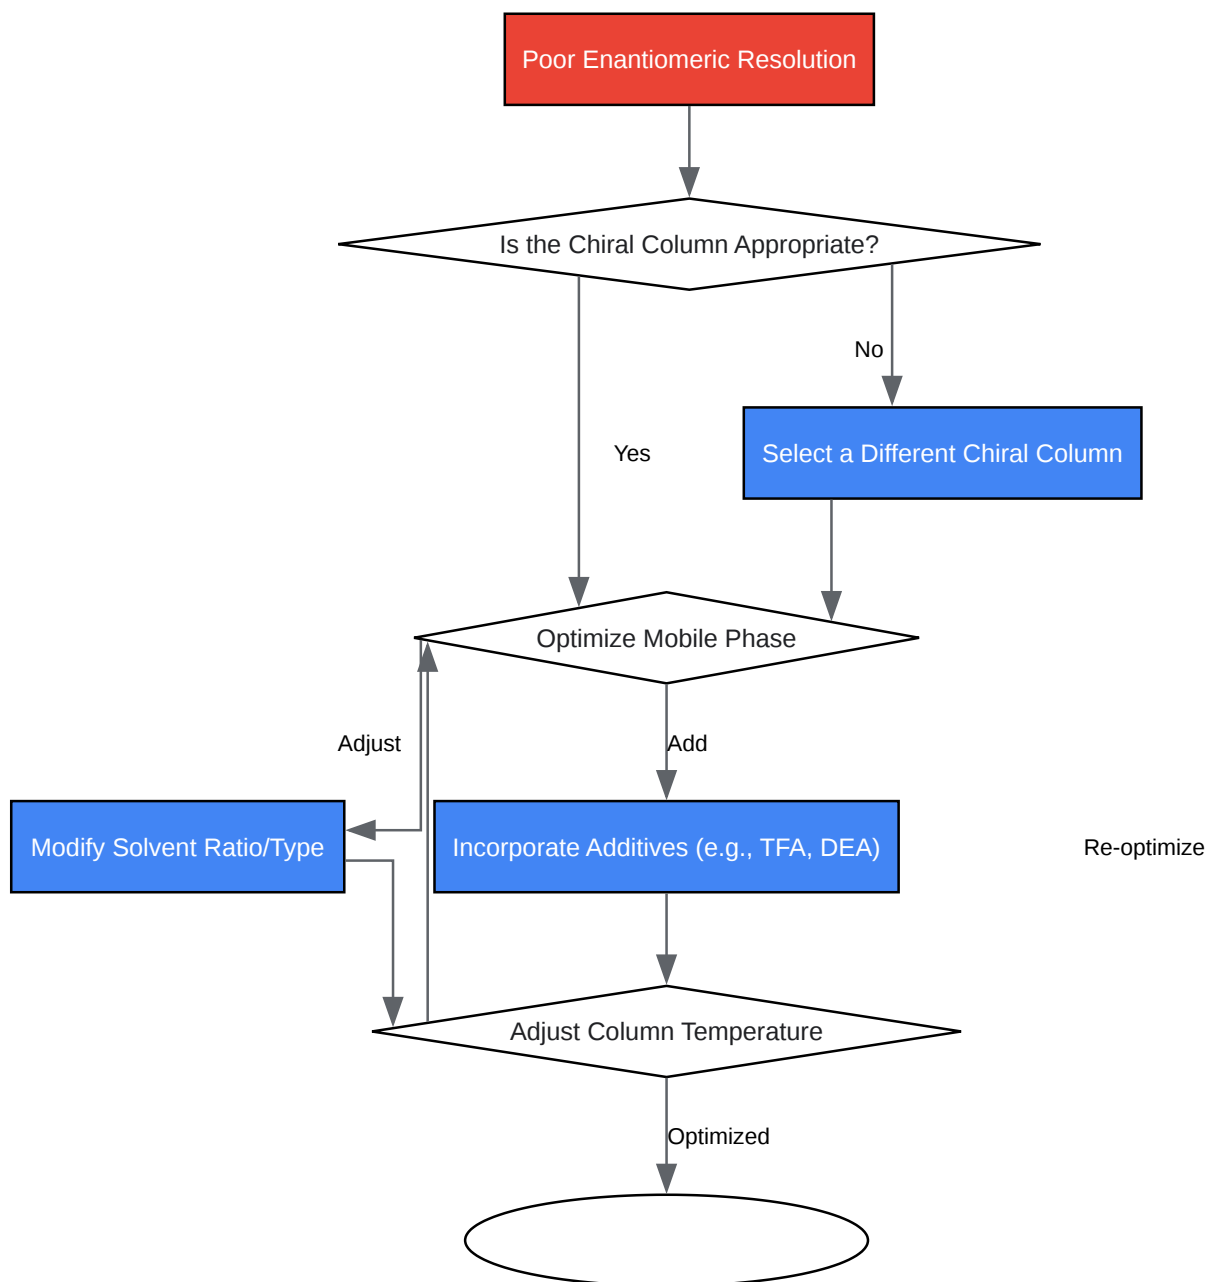 Poor Enantiomeric Resolution
Is the Chiral Column Appropriate?
No
Yes
Select a Different Chiral Column
Optimize Mobile Phase
Adjust
Add
Modify Solvent Ratio/Type
Incorporate Additives (e.g., TFA, DEA)
Re-optimize
Adjust Column Temperature
Optimized